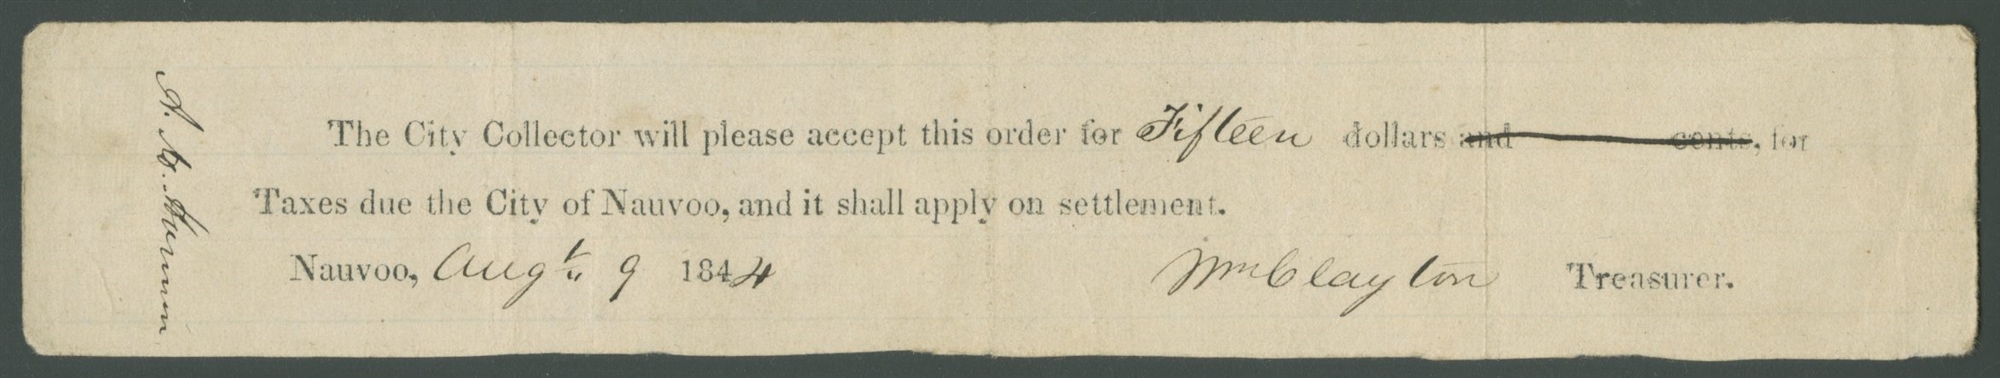 The City Collector will please accept this order for Fifteen dollars and cents, for
Taxes due the City of Nauvoo, and it shall apply on settlement.
Nauvoo, Augt. 9 1844 Wm Clayton Treasurer.